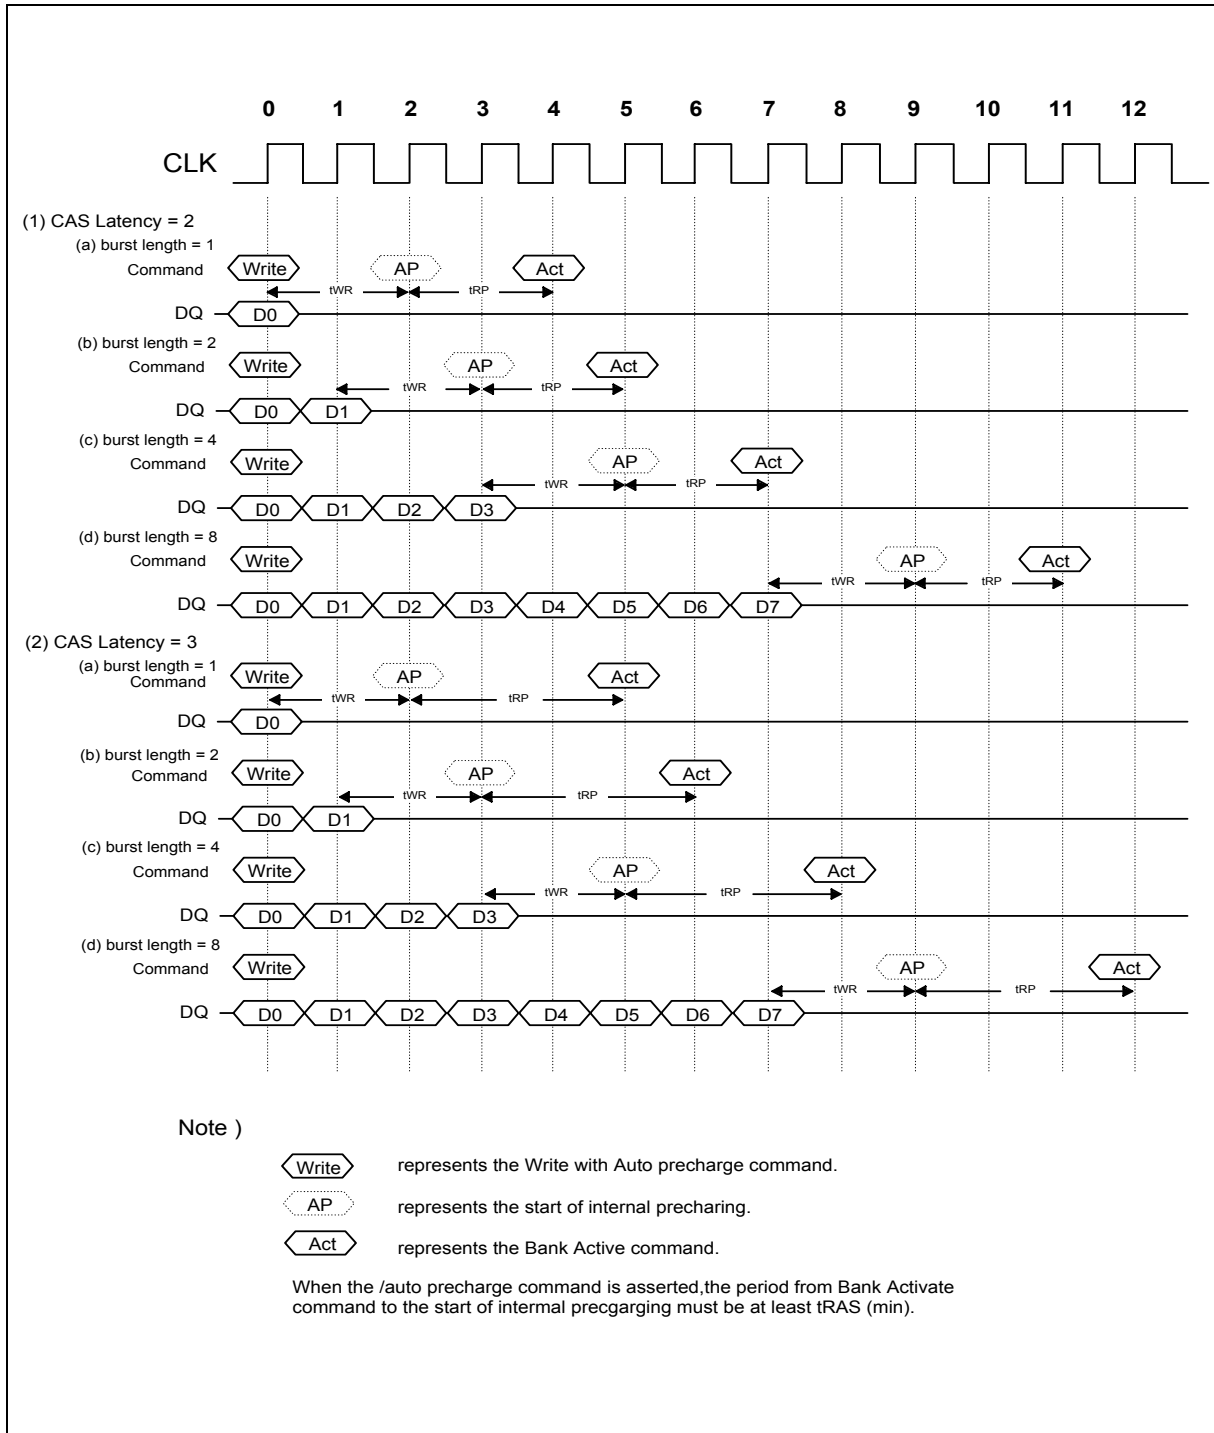 0 1 2 3 4 5 6 7 8 9 10 11 12
CLK
(1) CAS Latency = 2
(a) burst length = 1
Command Write AP Act
tWR tRP
DQ D0
(b) burst length = 2
Command Write AP Act
tWR tRP
DQ D0 D1
(c) burst length = 4
Command Write AP Act
tWR tRP
DQ D0 D1 D2 D3
(d) burst length = 8
Command Write AP Act
tWR tRP
DQ D0 D1 D2 D3 D4 D5 D6 D7
(2) CAS Latency = 3
(a) burst length = 1
Command Write AP Act
tWR tRP
DQ D0
(b) burst length = 2
Command Write AP Act
tWR tRP
DQ D0 D1
(c) burst length = 4
Command Write AP Act
tWR tRP
DQ D0 D1 D2 D3
(d) burst length = 8
Command Write AP Act
tWR tRP
DQ D0 D1 D2 D3 D4 D5 D6 D7
Note )
Write represents the Write with Auto precharge command.
AP represents the start of internal precharing.
Act represents the Bank Active command.
When the /auto precharge command is asserted,the period from Bank Activate
command to the start of intermal precgarging must be at least tRAS (min).